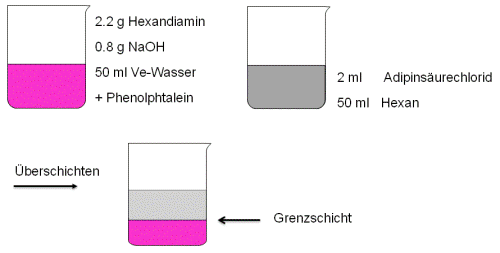 2.2 g Hexandiamin
0.8 g NaOH
50 ml Ve-Wasser
+ Phenolphtalein
2 ml Adipinsäurechlorid
50 ml Hexan
Überschichten
Grenzschicht